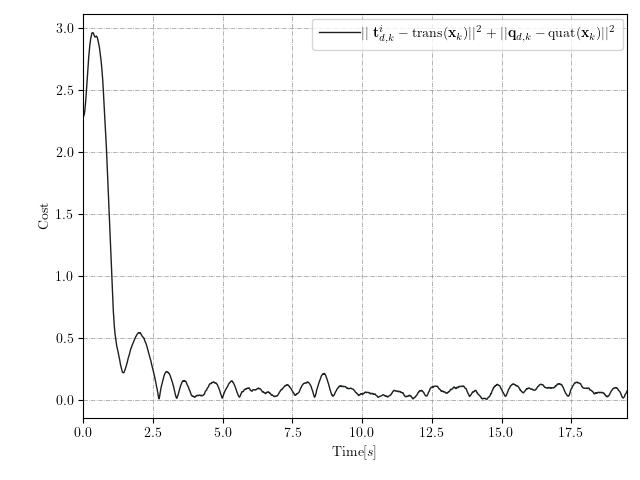 || t^i_{d,k} − trans(x_k)||² + ||q_{d,k} − quat(x_k)||²
3.0
2.5
2.0
1.5
1.0
0.5
0.0
Cost
0.0 2.5 5.0 7.5 10.0 12.5 15.0 17.5
Time[s]